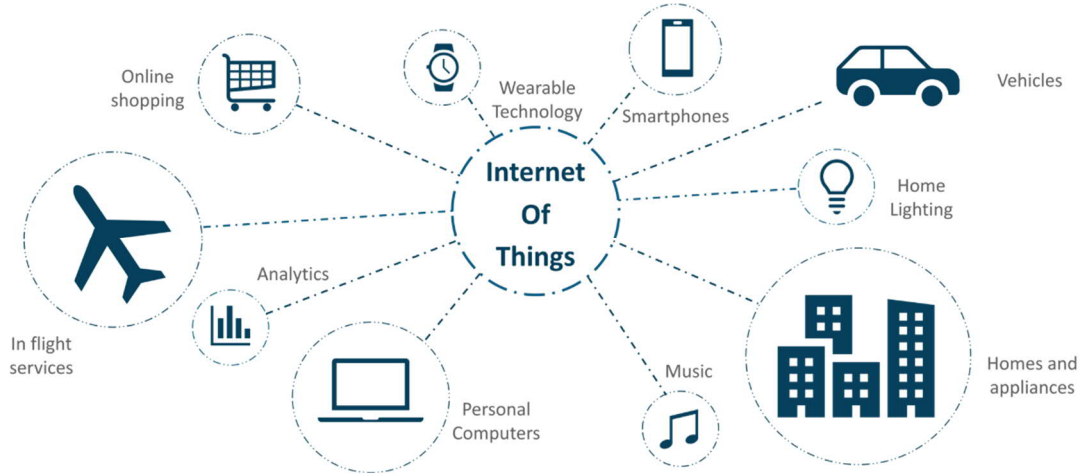 Online
shopping
Wearable
Technology
Smartphones
Vehicles
Internet
Of
Things
Home
Lighting
Analytics
In flight
services
Personal
Computers
Music
Homes and
appliances